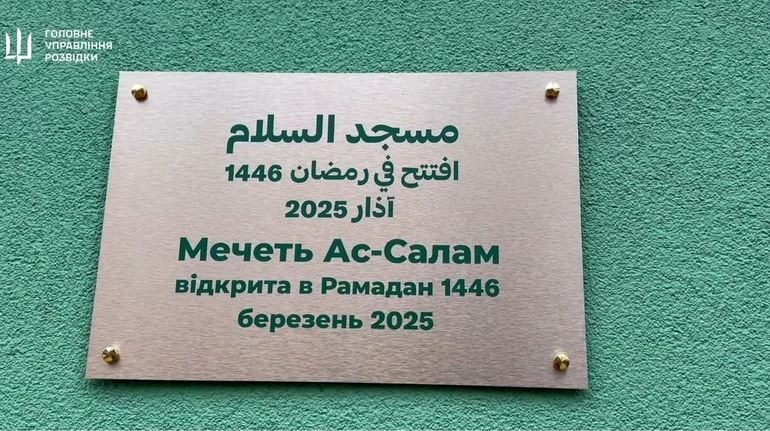 ГОЛОВНЕ
УПРАВЛІННЯ
РОЗВІДКИ
مسجد السلام
افتتح في رمضان 1446
آذار 2025
Мечеть Ас-Салам
відкрита в Рамадан 1446
березень 2025